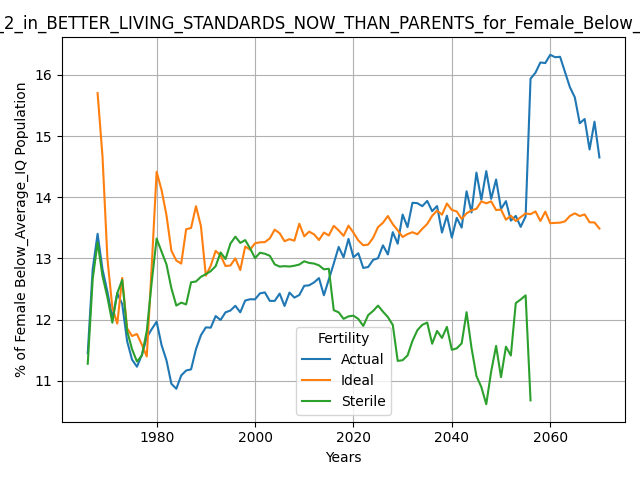 _2_in_BETTER_LIVING_STANDARDS_NOW_THAN_PARENTS_for_Female_Below_
% of Female Below_Average_IQ Population
16
15
14
13
12
11
Fertility
Actual
Ideal
Sterile
1980
2000
2020
2040
2060
Years